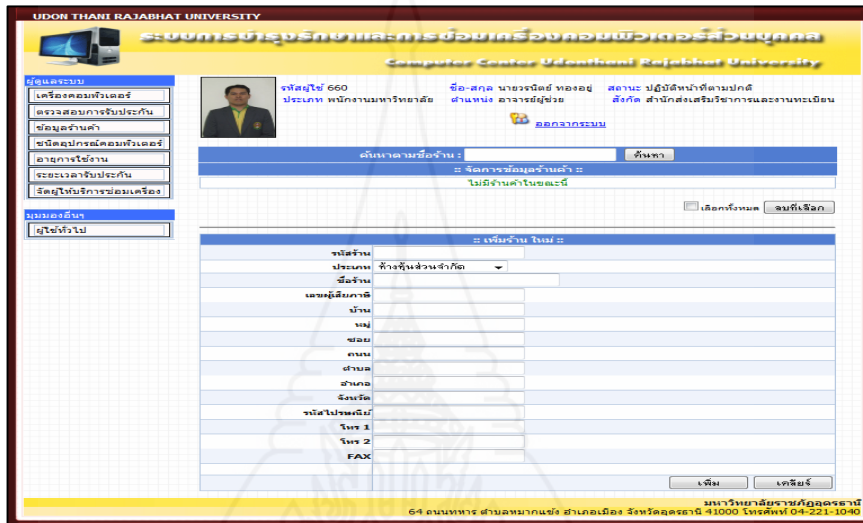 UDON THANI RAJABHAT UNIVERSITY
ระบบการบำรุงรักษาและการซ่อมเครื่องคอมพิวเตอร์ส่วนบุคคล
Computer Center Udonthani Rajabhat University
ผู้ดูแลระบบ
เครื่องคอมพิวเตอร์
ตรวจสอบการรับประกัน
ข้อมูลร้านค้า
ชนิดอุปกรณ์คอมพิวเตอร์
อายุการใช้งาน
ระยะเวลารับประกัน
จัดผู้ให้บริการซ่อมเครื่อง
มุมมองอื่นๆ
ผู้ใช้ทั่วไป
รหัสผู้ใช้ 660 ชื่อ-สกุล นายวรนิตย์ ทองอยู่ สถานะ ปฏิบัติหน้าที่ตามปกติ
ประเภท พนักงานมหาวิทยาลัย ตำแหน่ง อาจารย์ผู้ช่วย สังกัด สำนักส่งเสริมวิชาการและงานทะเบียน
ออกจากระบบ
ค้นหาตามชื่อร้าน : ค้นหา
:: จัดการข้อมูลร้านค้า ::
ไม่มีร้านค้าในขณะนี้
เลือกทั้งหมด ลบที่เลือก
:: เพิ่มร้าน ใหม่ ::
รหัสร้าน
ประเภท ห้างหุ้นส่วนจำกัด
ชื่อร้าน
เลขผู้เสียภาษี
บ้าน
หมู่
ซอย
ถนน
ตำบล
อำเภอ
จังหวัด
รหัสไปรษณีย์
โทร 1
โทร 2
FAX
เพิ่ม เคลียร์
มหาวิทยาลัยราชภัฏอุดรธานี
64 ถนนทหาร ตำบลหมากแข้ง อำเภอเมือง จังหวัดอุดรธานี 41000 โทรศัพท์ 04-221-1040